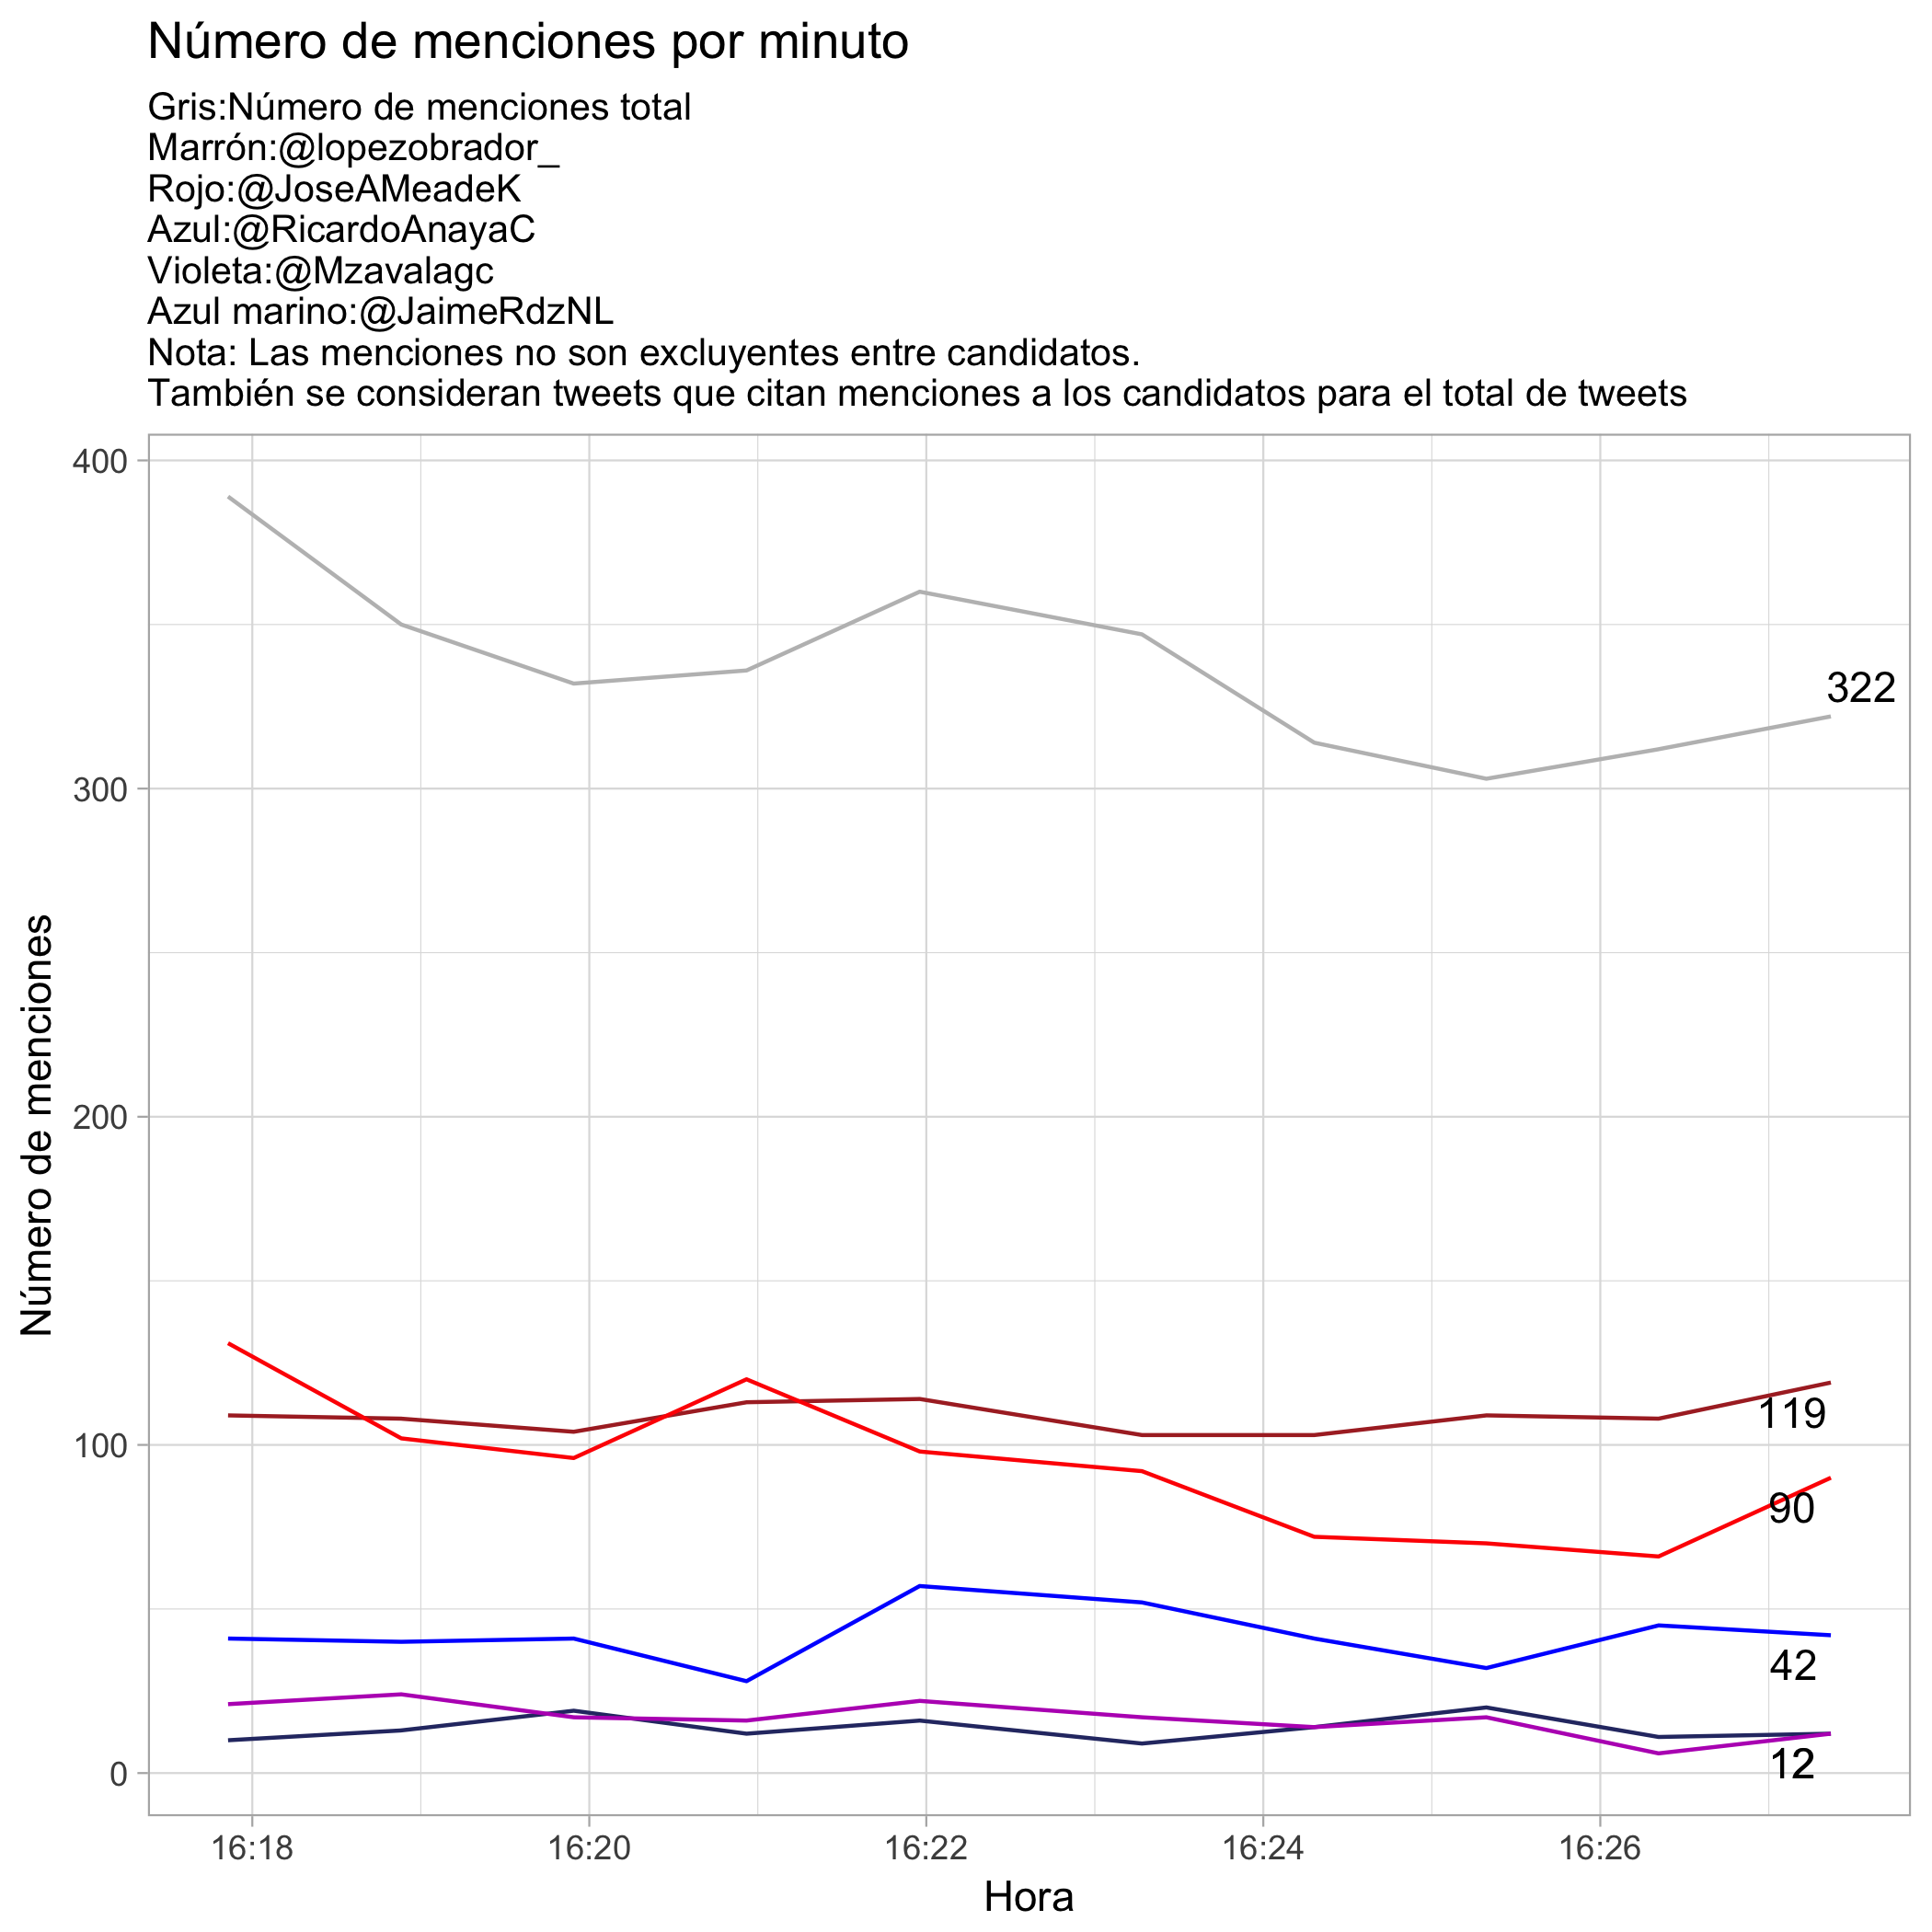 Número de menciones por minuto
Gris:Número de menciones total
Marrón:@lopezobrador_
Rojo:@JoseAMeadeK
Azul:@RicardoAnayaC
Violeta:@Mzavalagc
Azul marino:@JaimeRdzNL
Nota: Las menciones no son excluyentes entre candidatos.
También se consideran tweets que citan menciones a los candidatos para el total de tweets
Número de menciones
400
300
200
100
0
322
119
90
42
12
16:18
16:20
16:22
16:24
16:26
Hora